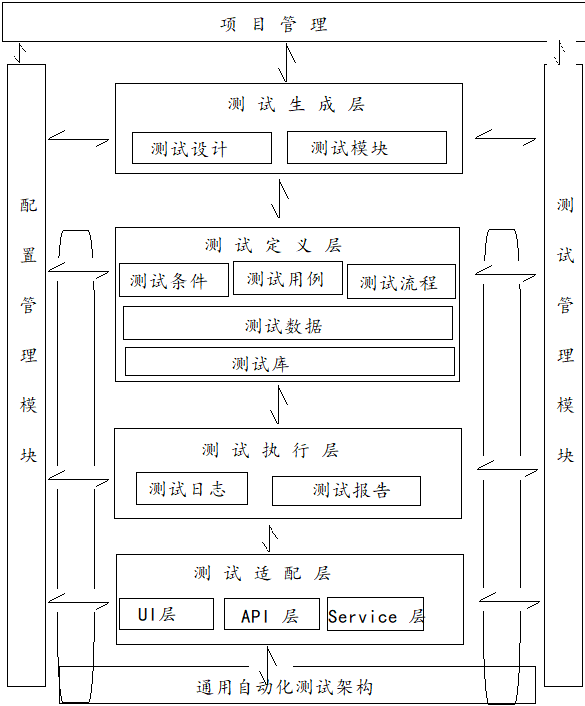 项目管理
测试生成层
测试设计
测试模块
配置管理模块
测试管理模块
测试定义层
测试条件
测试用例
测试流程
测试数据
测试库
测试执行层
测试日志
测试报告
测试适配层
UI层
API 层
Service 层
通用自动化测试架构